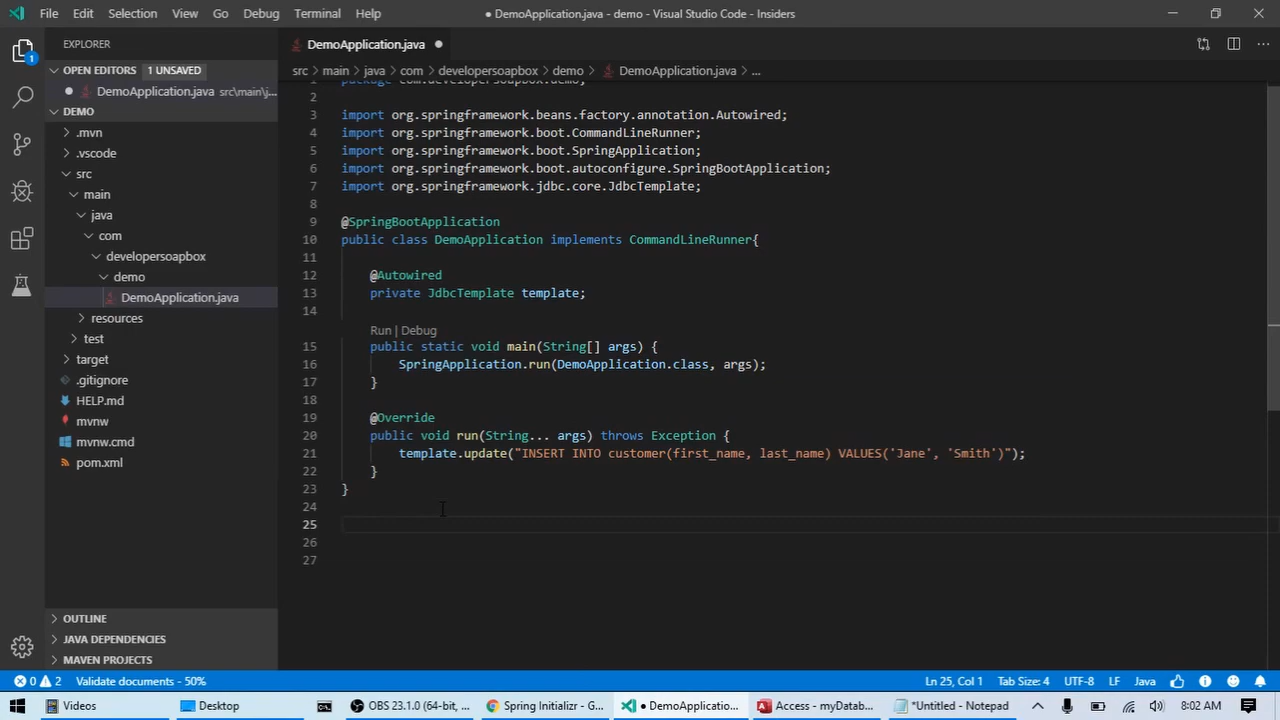 File Edit Selection View Go Debug Terminal Help
● DemoApplication.java - demo - Visual Studio Code - Insiders
EXPLORER
OPEN EDITORS 1 UNSAVED
DemoApplication.java src\main\j...
DEMO
.mvn
.vscode
src
main
java
com
developersoapbox
demo
DemoApplication.java
resources
test
target
.gitignore
HELP.md
mvnw
mvnw.cmd
pom.xml
OUTLINE
JAVA DEPENDENCIES
MAVEN PROJECTS
1
DemoApplication.java
src > main > java > com > developersoapbox > demo > DemoApplication.java > ...
1 package com.developersoapbox.demo;
2
3 import org.springframework.beans.factory.annotation.Autowired;
4 import org.springframework.boot.CommandLineRunner;
5 import org.springframework.boot.SpringApplication;
6 import org.springframework.boot.autoconfigure.SpringBootApplication;
7 import org.springframework.jdbc.core.JdbcTemplate;
8
9 @SpringBootApplication
10 public class DemoApplication implements CommandLineRunner{
11
12 @Autowired
13 private JdbcTemplate template;
14
Run | Debug
15 public static void main(String[] args) {
16 SpringApplication.run(DemoApplication.class, args);
17 }
18
19 @Override
20 public void run(String... args) throws Exception {
21 template.update("INSERT INTO customer(first_name, last_name) VALUES('Jane', 'Smith')");
22 }
23 }
24
25
26
27
0 2 Validate documents - 50% Ln 25, Col 1 Tab Size: 4 UTF-8 LF Java
Videos Desktop OBS 23.1.0 (64-bit, ... Spring Initializr - G... ● DemoApplicatio... Access - myDatab... *Untitled - Notepad 8:02 AM